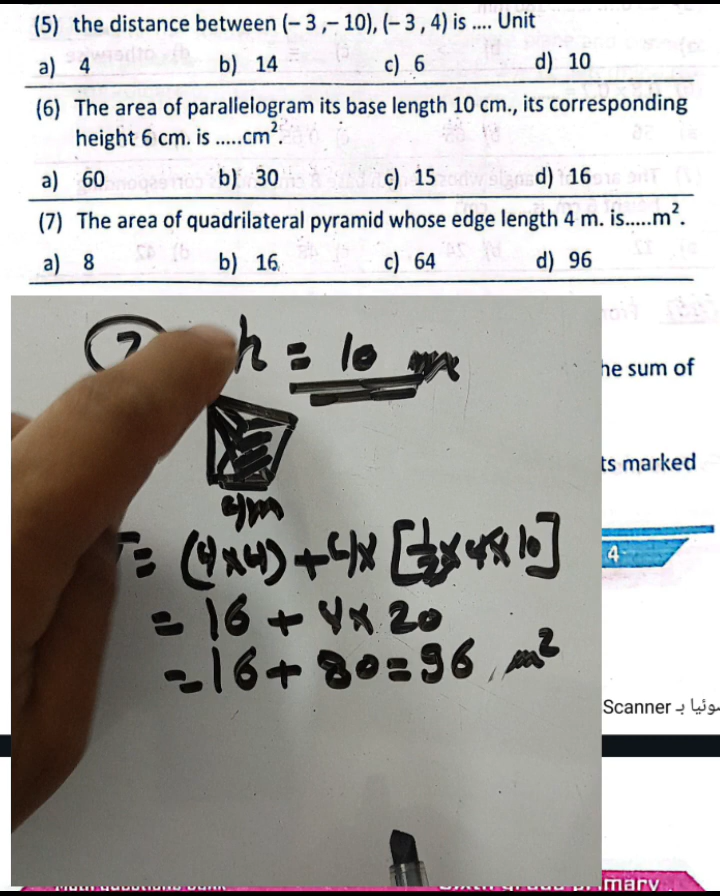 (5) the distance between (– 3 ,– 10), (– 3 , 4) is .... Unit
a) 4 b) 14 c) 6 d) 10
(6) The area of parallelogram its base length 10 cm., its corresponding
height 6 cm. is .....cm².
a) 60 b) 30 c) 15 d) 16
(7) The area of quadrilateral pyramid whose edge length 4 m. is.....m².
a) 8 b) 16 c) 64 d) 96
h = 10 m
4m
= (4×4) + 4× [1/2 × 4 × 10]
= 16 + 4 × 20
= 16 + 80 = 96 m²
he sum of
ts marked
4
Scanner بـ
mary